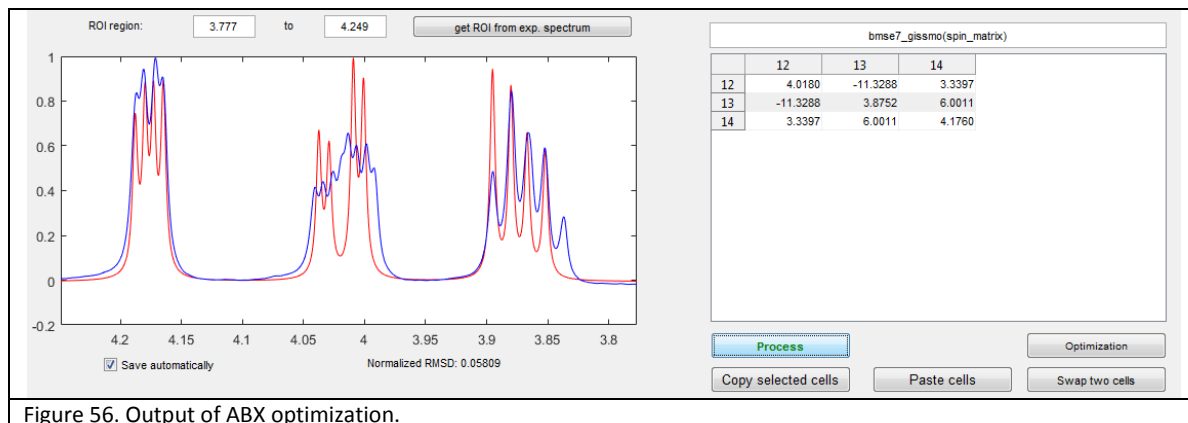 ROI region: 3.777 to 4.249 get ROI from exp. spectrum
bmse7_gissmo(spin_matrix)
12 13 14
12 4.0180 -11.3288 3.3397
13 -11.3288 3.8752 6.0011
14 3.3397 6.0011 4.1760
1
0.8
0.6
0.4
0.2
0
-0.2
4.2 4.15 4.1 4.05 4 3.95 3.9 3.85 3.8
Save automatically Normalized RMSD: 0.05809
Process Optimization
Copy selected cells Paste cells Swap two cells
Figure 56. Output of ABX optimization.